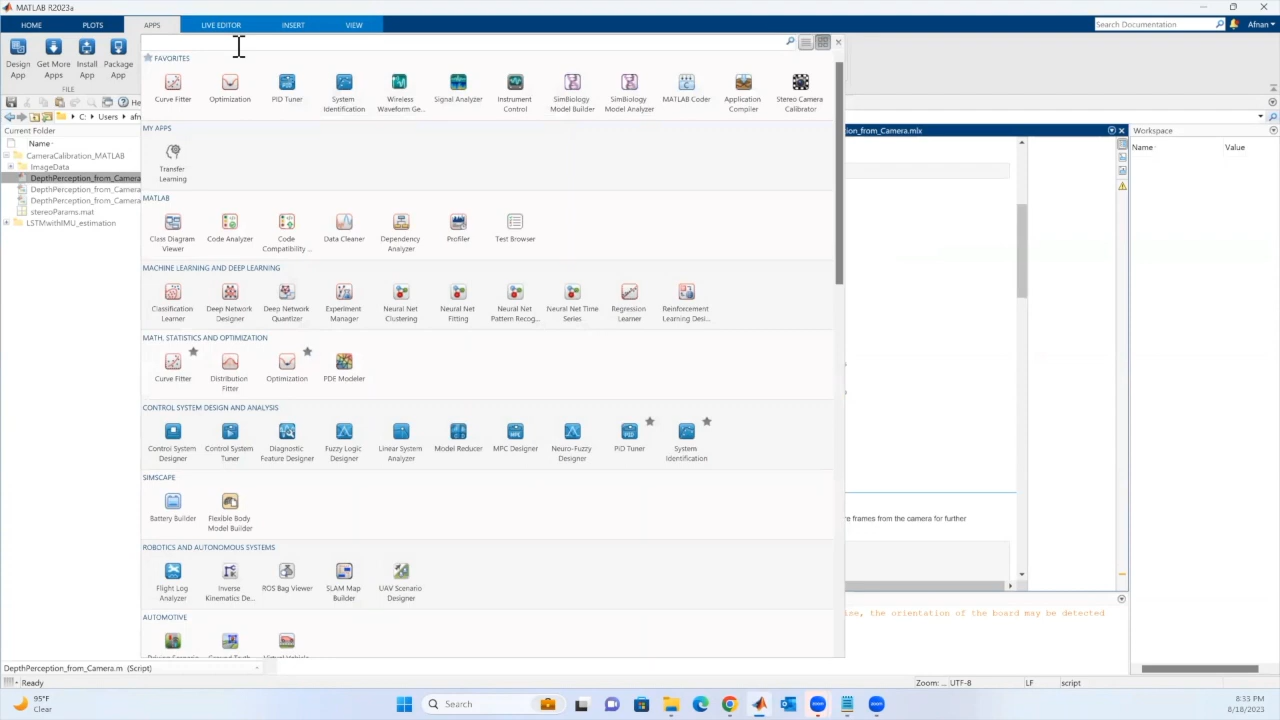 MATLAB R2023a
HOME PLOTS APPS LIVE EDITOR INSERT VIEW Search Documentation Afnan
Design App Get More Apps Install App Package App
FILE
C: Users
Current Folder
Name
CameraCalibration_MATLAB
ImageData
DepthPerception_from_Camera
DepthPerception_from_Camera
DepthPerception_from_Camera
stereoParams.mat
LSTMwithIMU_estimation
FAVORITES
Curve Fitter Optimization PID Tuner System Identification Wireless Waveform Ge... Signal Analyzer Instrument Control SimBiology Model Builder SimBiology Model Analyzer MATLAB Coder Application Compiler Stereo Camera Calibrator
MY APPS
Transfer Learning
MATLAB
Class Diagram Viewer Code Analyzer Code Compatibility ... Data Cleaner Dependency Analyzer Profiler Test Browser
MACHINE LEARNING AND DEEP LEARNING
Classification Learner Deep Network Designer Deep Network Quantizer Experiment Manager Neural Net Clustering Neural Net Fitting Neural Net Pattern Recog... Neural Net Time Series Regression Learner Reinforcement Learning Desi...
MATH, STATISTICS AND OPTIMIZATION
Curve Fitter Distribution Fitter Optimization PDE Modeler
CONTROL SYSTEM DESIGN AND ANALYSIS
Control System Designer Control System Tuner Diagnostic Feature Designer Fuzzy Logic Designer Linear System Analyzer Model Reducer MPC Designer Neuro-Fuzzy Designer PID Tuner System Identification
SIMSCAPE
Battery Builder Flexible Body Model Builder
ROBOTICS AND AUTONOMOUS SYSTEMS
Flight Log Analyzer Inverse Kinematics De... ROS Bag Viewer SLAM Map Builder UAV Scenario Designer
AUTOMOTIVE
ion_from_Camera.mlx
Workspace
Name Value
e frames from the camera for further
ize, the orientation of the board may be detected
DepthPerception_from_Camera.m (Script)
Ready Zoom: ... UTF-8 LF script
95°F
Clear
Search
zoom zoom zoom
8:33 PM
8/18/2023